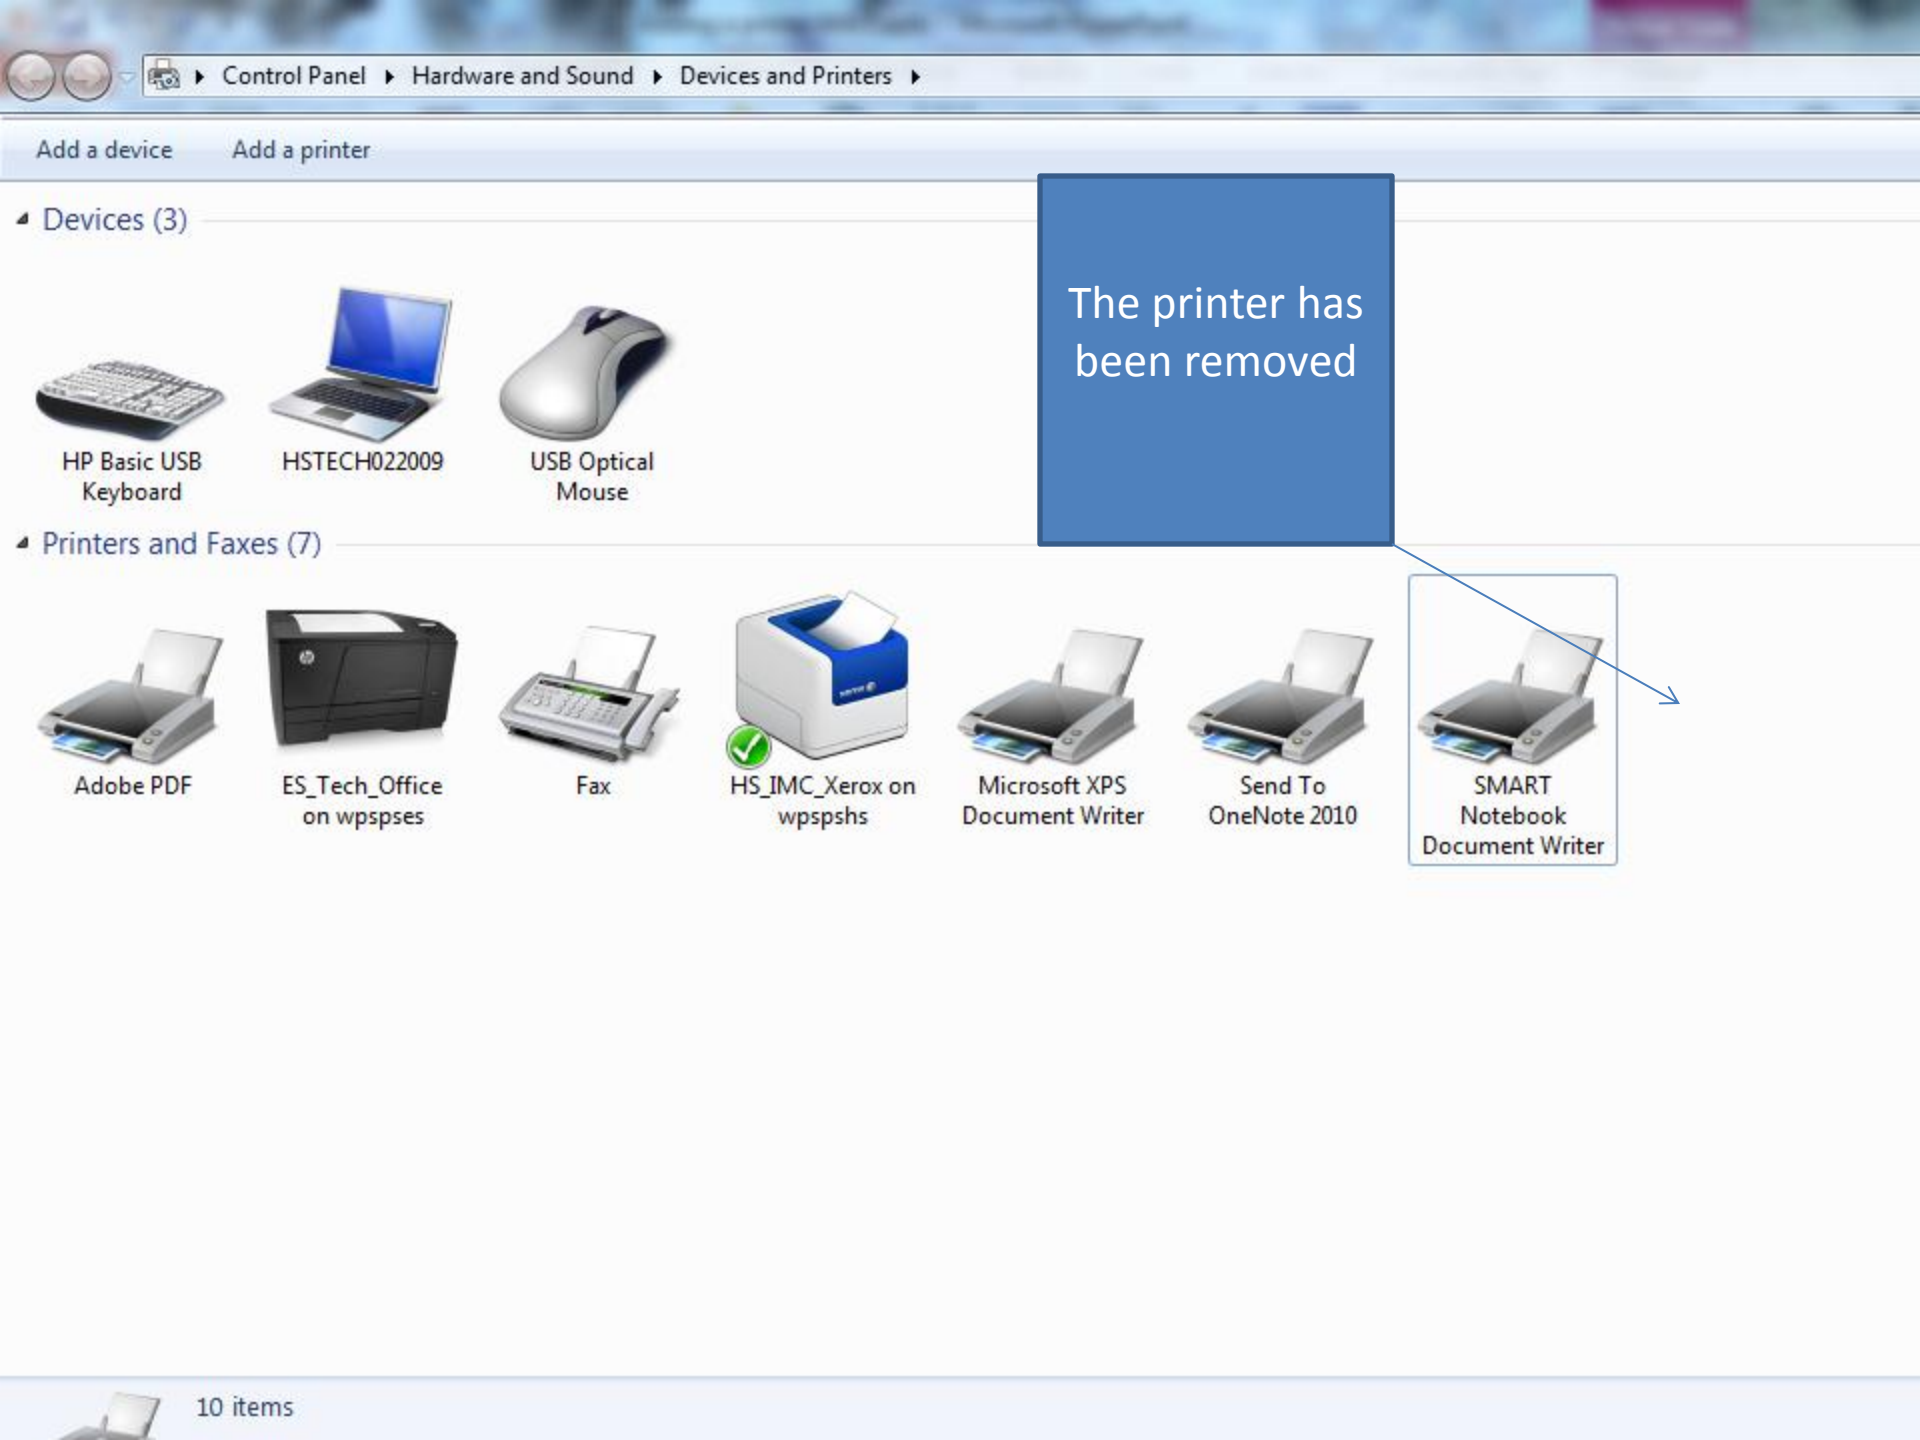 Control Panel Hardware and Sound Devices and Printers
Add a device Add a printer
Devices (3)
The printer has
been removed
HP Basic USB
Keyboard
HSTECH022009
USB Optical
Mouse
Printers and Faxes (7)
Adobe PDF
ES_Tech_Office
on wpspses
Fax
xerox
HS_IMC_Xerox on
wpspshs
Microsoft XPS
Document Writer
Send To
OneNote 2010
SMART
Notebook
Document Writer
10 items